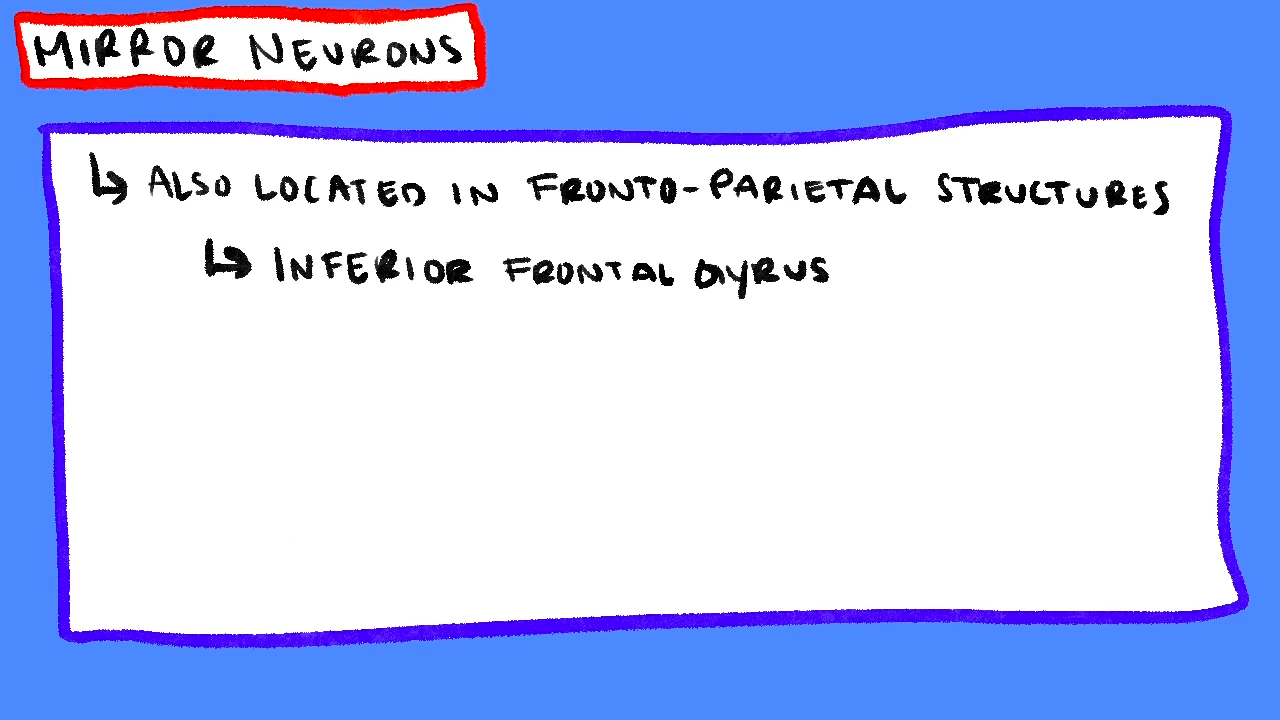 MIRROR NEURONS
↳ ALSO LOCATED IN FRONTO-PARIETAL STRUCTURES
↳ INFERIOR FRONTAL GYRUS